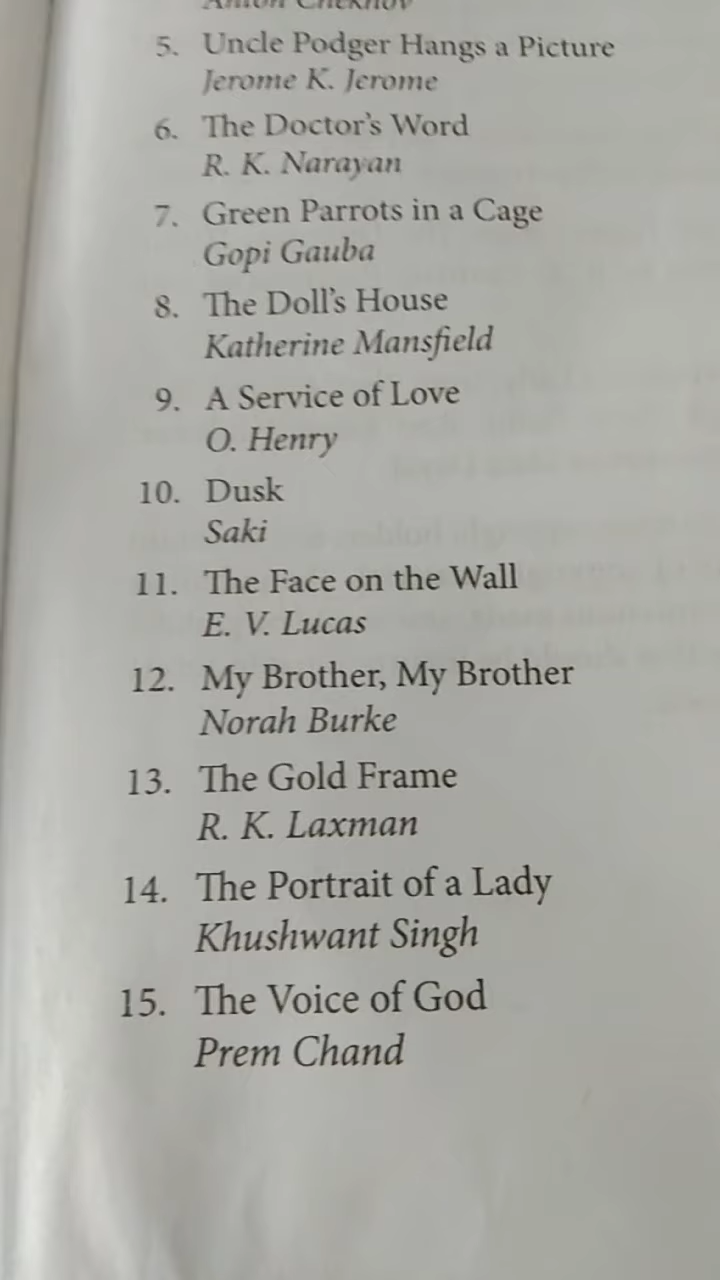 Anton Chekhov
5. Uncle Podger Hangs a Picture
Jerome K. Jerome
6. The Doctor's Word
R. K. Narayan
7. Green Parrots in a Cage
Gopi Gauba
8. The Doll's House
Katherine Mansfield
9. A Service of Love
O. Henry
10. Dusk
Saki
11. The Face on the Wall
E. V. Lucas
12. My Brother, My Brother
Norah Burke
13. The Gold Frame
R. K. Laxman
14. The Portrait of a Lady
Khushwant Singh
15. The Voice of God
Prem Chand